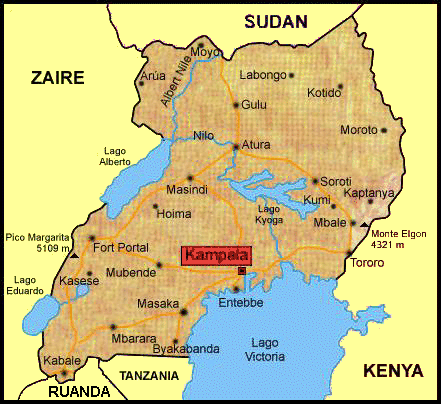 SUDAN
Moyo
ZAIRE
Arúa
Albert Nile
Labongo
Kotido
Gulu
Moroto
Nilo
Atura
Lago
Alberto
Masindi
Soroti
Kaptanya
Kumi
Hoima
Lago
Kyoga
Mbale
Monte Elgon
4321 m
Pico Margarita
5109 m
Fort Portal
Kampala
Tororo
Mubende
Kasese
Lago
Eduardo
Entebbe
Masaka
Mbarara
Byakabanda
Lago
Victoria
Kabale
TANZANIA
KENYA
RUANDA